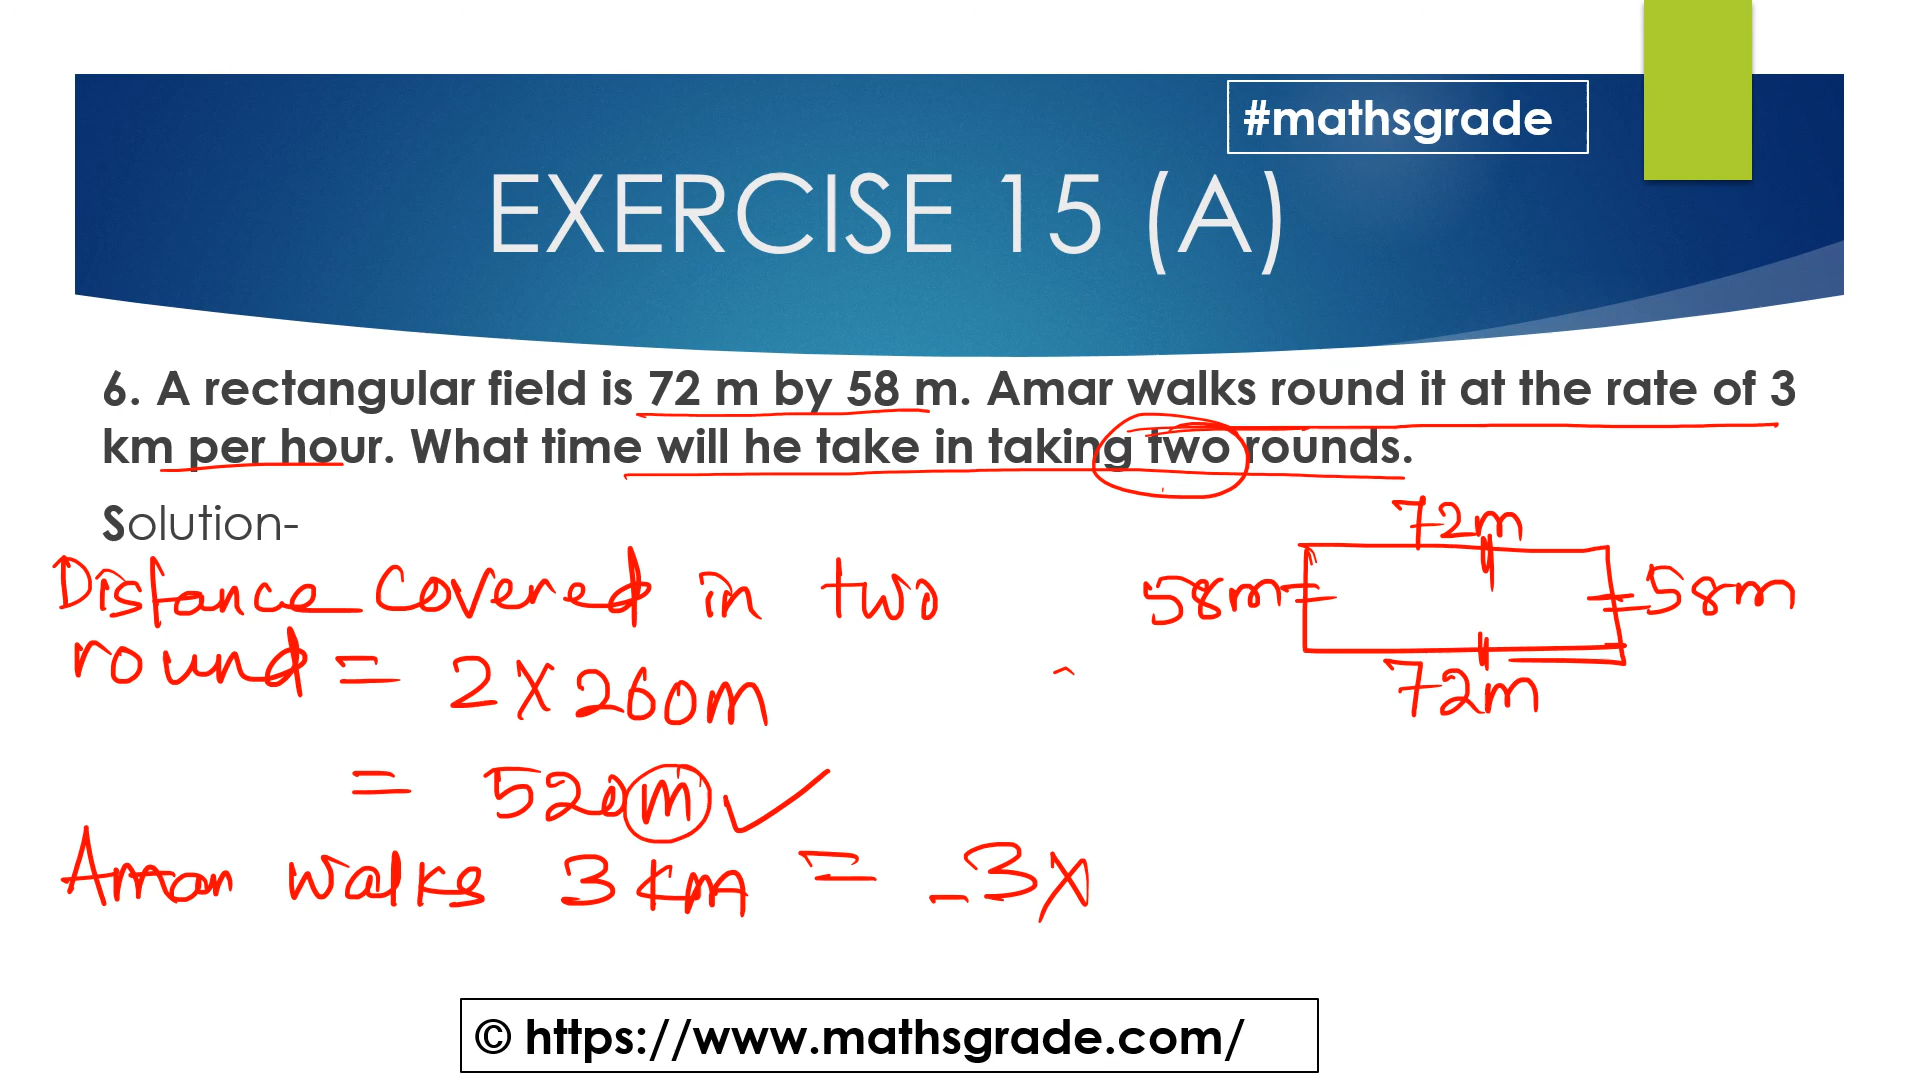 #mathsgrade
EXERCISE 15 (A)
6. A rectangular field is 72 m by 58 m. Amar walks round it at the rate of 3
km per hour. What time will he take in taking two rounds.
Solution-
72m
58m
58m
72m
Distance covered in two
round = 2 X 260m
= 520m ✓
Aman walks 3 km = 3 X
© https://www.mathsgrade.com/